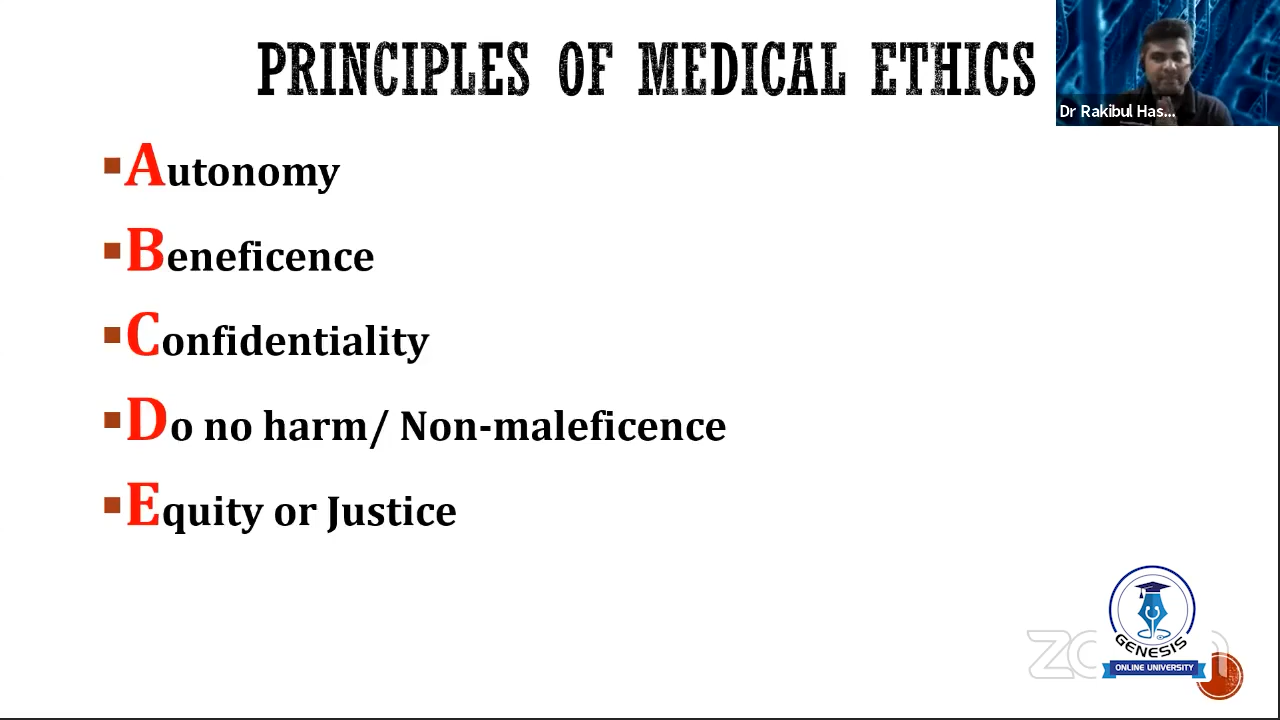 PRINCIPLES OF MEDICAL ETHICS
Dr Rakibul Has...
Autonomy
Beneficence
Confidentiality
Do no harm/ Non-maleficence
Equity or Justice
GENESIS
ONLINE UNIVERSITY